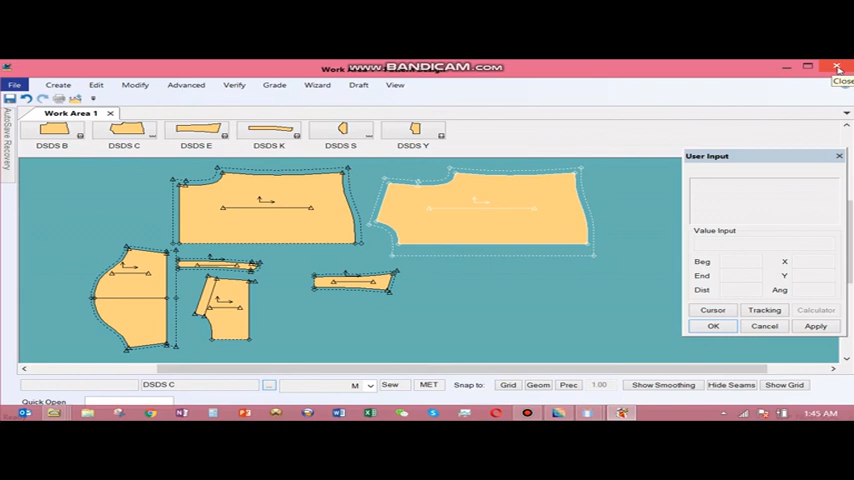 Work Area
www.BANDICAM.com
Close
File Create Edit Modify Advanced Verify Grade Wizard Draft View
Work Area 1
AutoSave Recovery
DSDS B DSDS C DSDS E DSDS K DSDS S DSDS Y
User Input
Value Input
Beg X
End Y
Dist Ang
Cursor Tracking Calculator
OK Cancel Apply
DSDS C ... M Sew MET Snap to: Grid Geom Prec 1.00 Show Smoothing Hide Seams Show Grid
Quick Open
1:45 AM